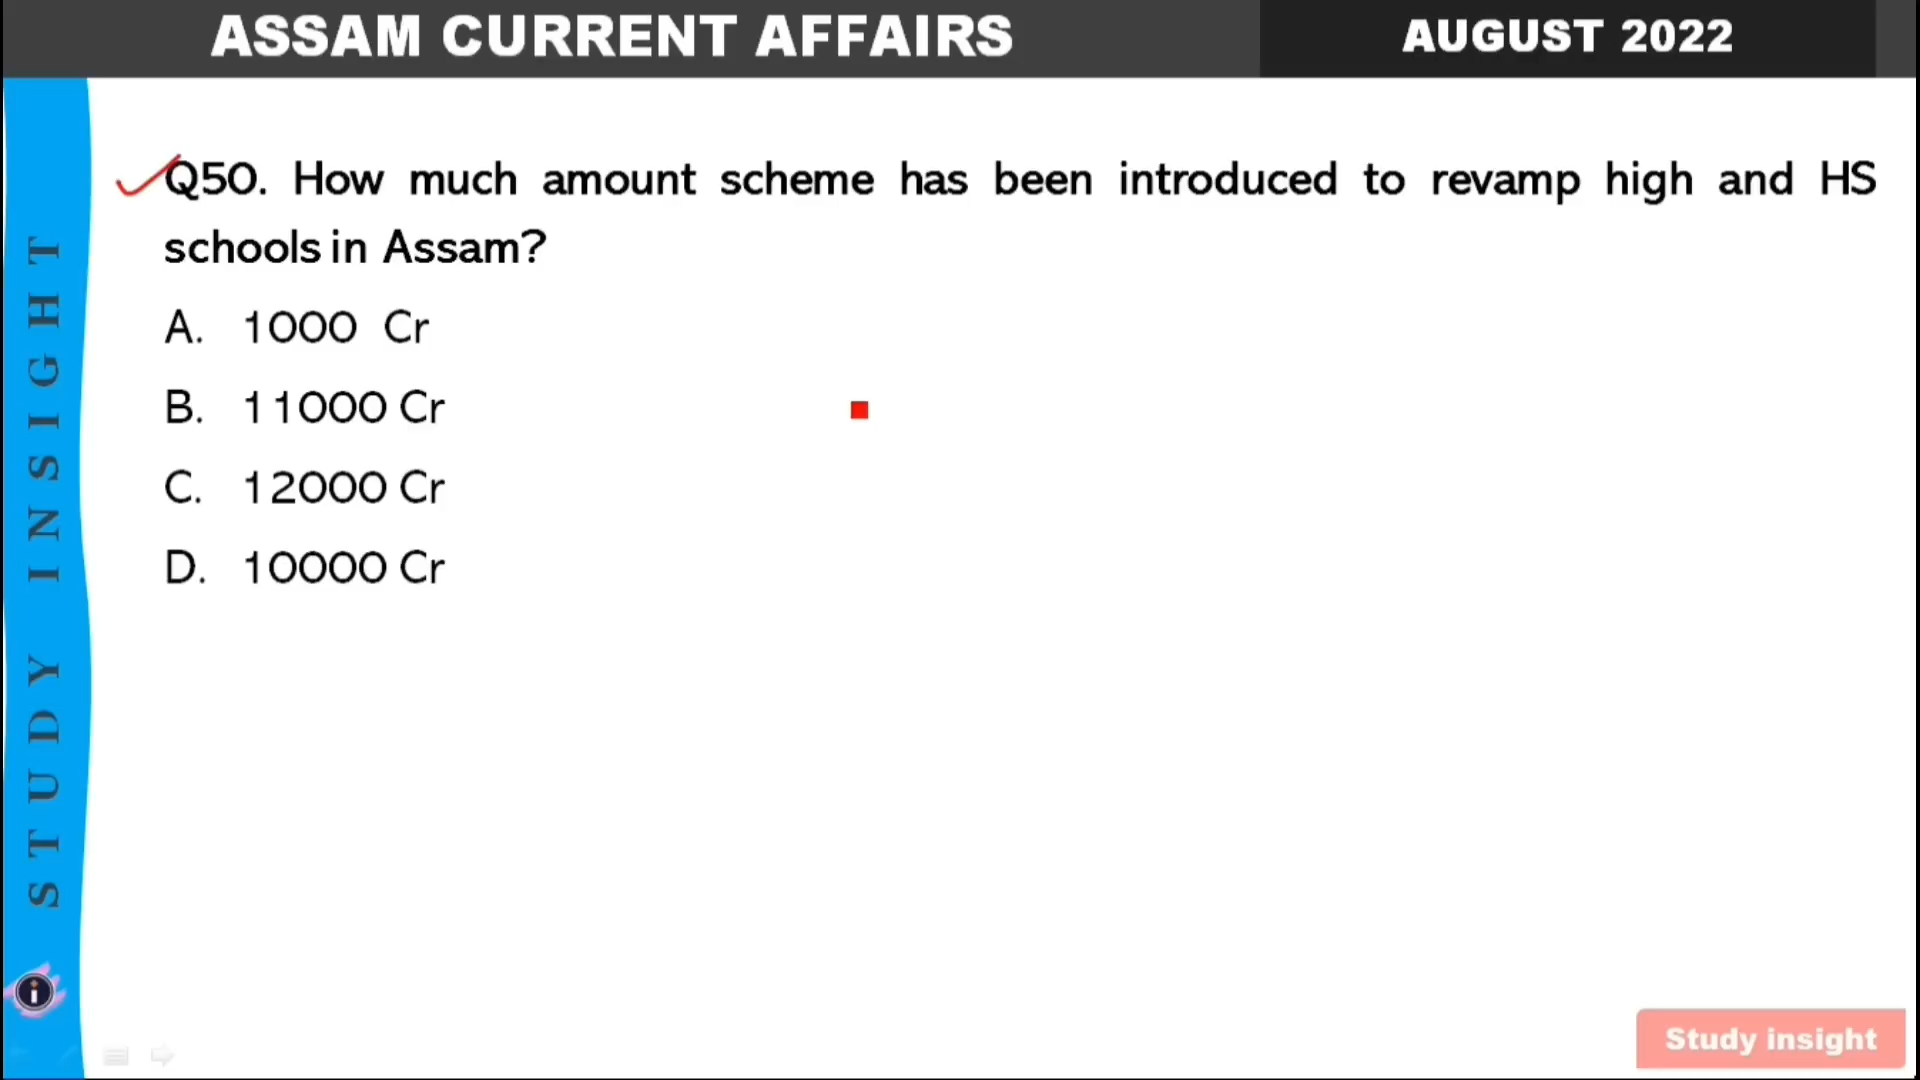 ASSAM CURRENT AFFAIRS
AUGUST 2022
Q50. How much amount scheme has been introduced to revamp high and HS
schools in Assam?
A. 1000 Cr
B. 11000 Cr
C. 12000 Cr
D. 10000 Cr
STUDY INSIGHT
i
Study insight